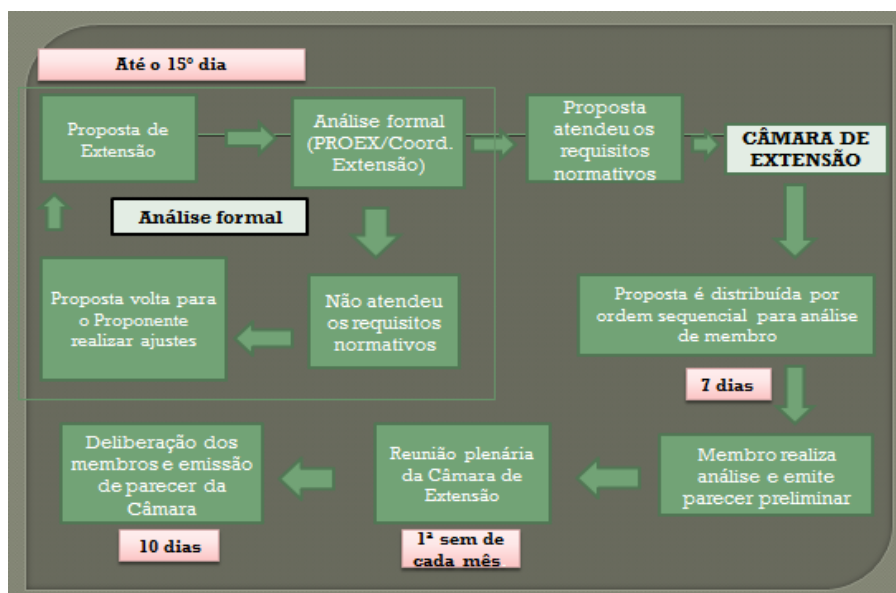 Até o 15° dia
Proposta de
Extensão
Análise formal
(PROEX/Coord.
Extensão)
Proposta
atendeu os
requisitos
normativos
CÂMARA DE
EXTENSÃO
Análise formal
Proposta volta para
o Proponente
realizar ajustes
Não atendeu
os requisitos
normativos
Proposta é distribuída por
ordem sequencial para análise
de membro
7 dias
Deliberação dos
membros e emissão
de parecer da
Câmara
Reunião plenária
da Câmara de
Extensão
Membro realiza
análise e emite
parecer preliminar
10 dias
1ª sem de
cada mês